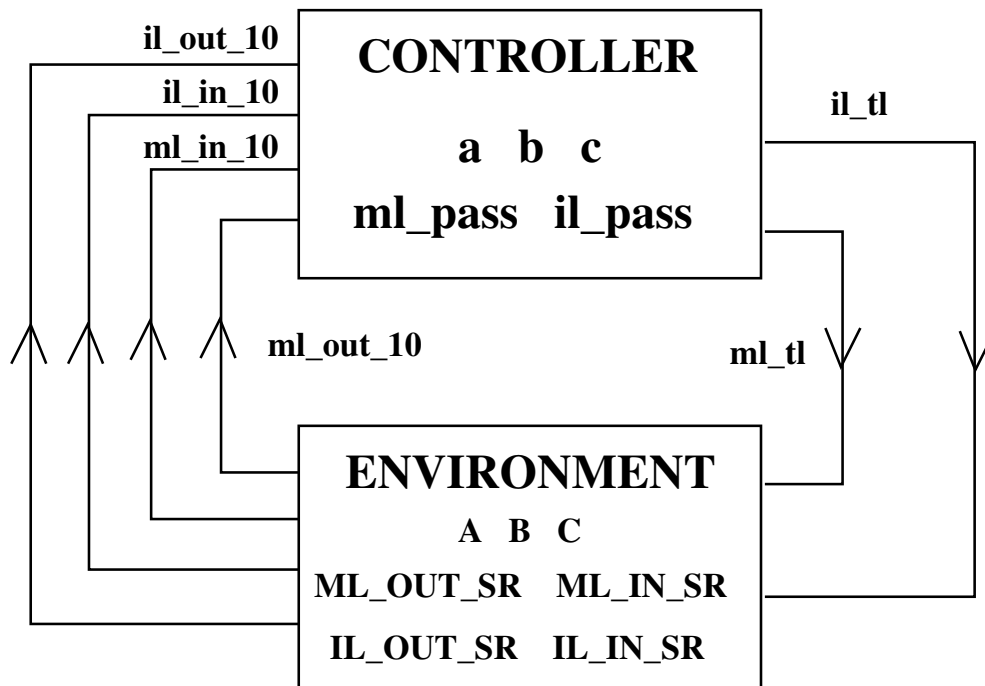 il_out_10
CONTROLLER
il_in_10
il_tl
ml_in_10
a b c
ml_pass il_pass
ml_out_10
ml_tl
ENVIRONMENT
A B C
ML_OUT_SR ML_IN_SR
IL_OUT_SR IL_IN_SR